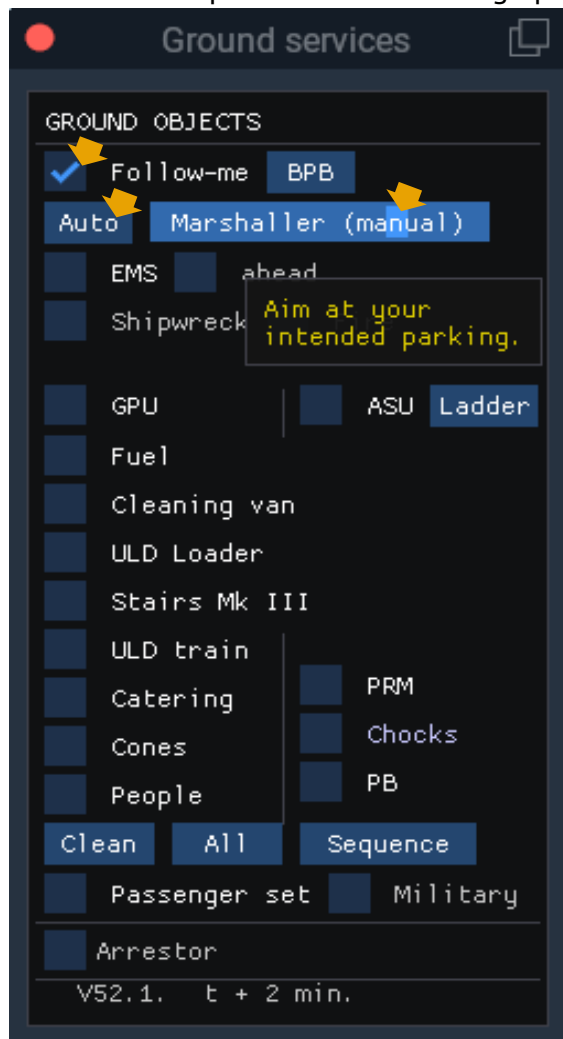 Ground services
GROUND OBJECTS
Follow-me BPB
Auto Marshaller (manual)
EMS ahead
Shipwreck
Aim at your
intended parking.
GPU ASU Ladder
Fuel
Cleaning van
ULD Loader
Stairs Mk III
ULD train
PRM
Catering
Chocks
Cones
PB
People
Clean All Sequence
Passenger set Military
Arrestor
V52.1. t + 2 min.